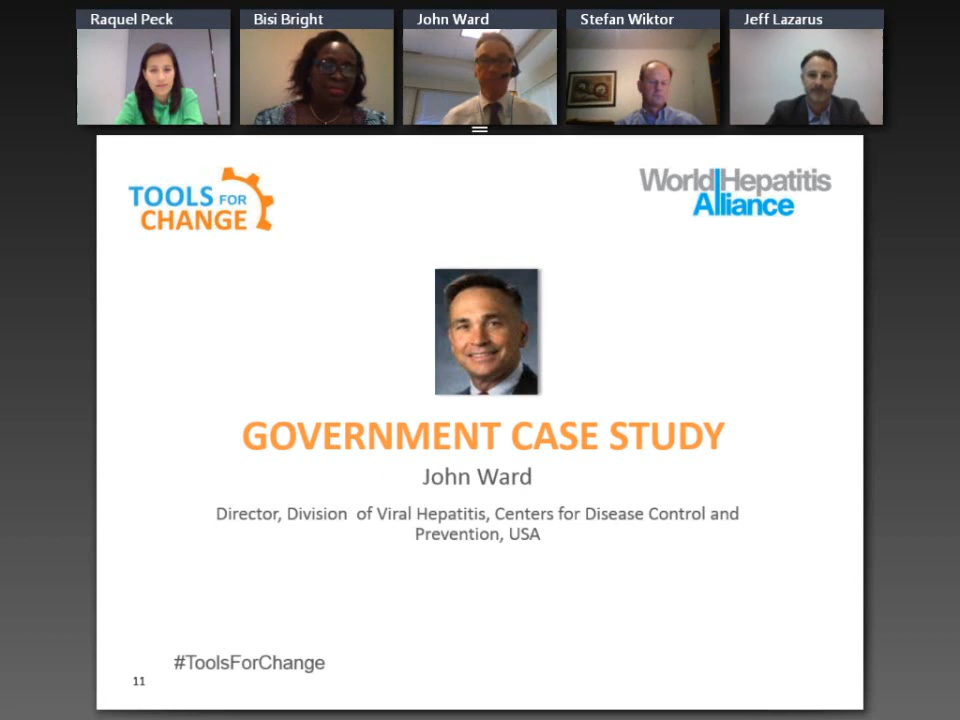 Raquel Peck
Bisi Bright
John Ward
Stefan Wiktor
Jeff Lazarus
TOOLS FOR
CHANGE
World Hepatitis
Alliance
GOVERNMENT CASE STUDY
John Ward
Director, Division of Viral Hepatitis, Centers for Disease Control and
Prevention, USA
#ToolsForChange
11